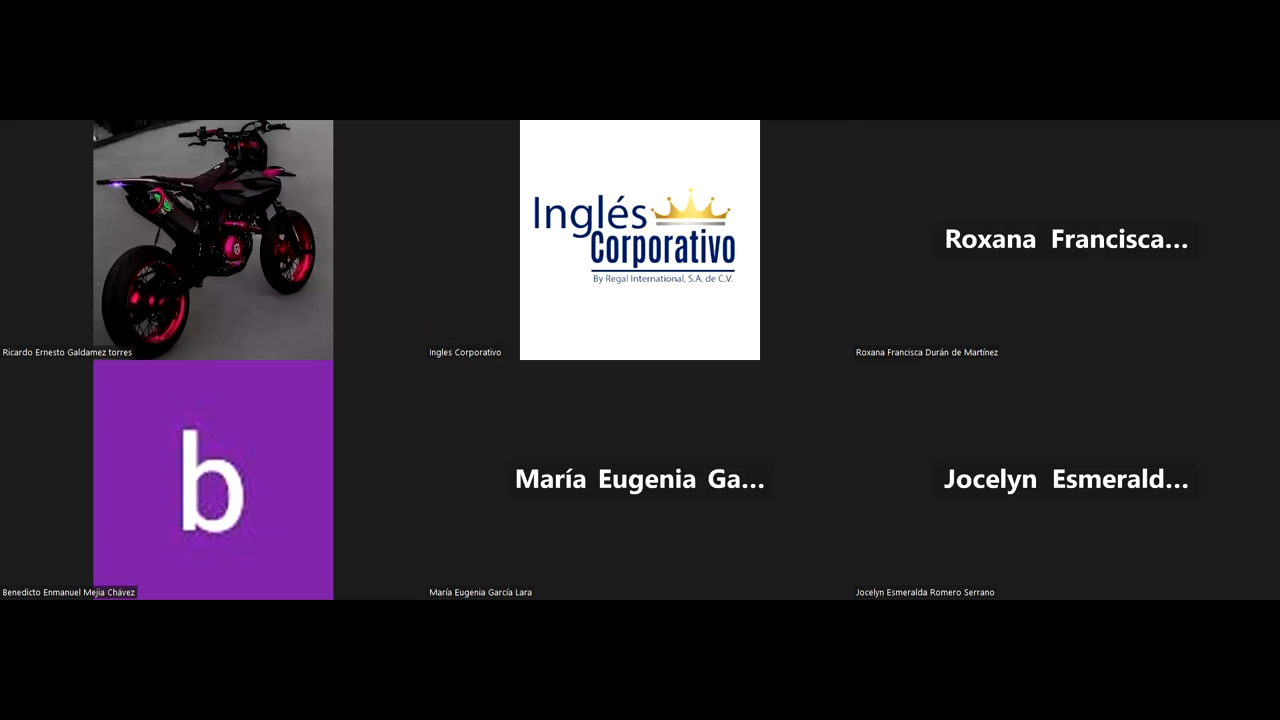 Inglés
Corporativo
By Regal International, S.A. de C.V.
Roxana Francisca...
Ricardo Ernesto Galdamez torres
Ingles Corporativo
Roxana Francisca Durán de Martínez
b
María Eugenia Ga...
Jocelyn Esmerald...
Benedicto Enmanuel Mejia Chávez
María Eugenia García Lara
Jocelyn Esmeralda Romero Serrano